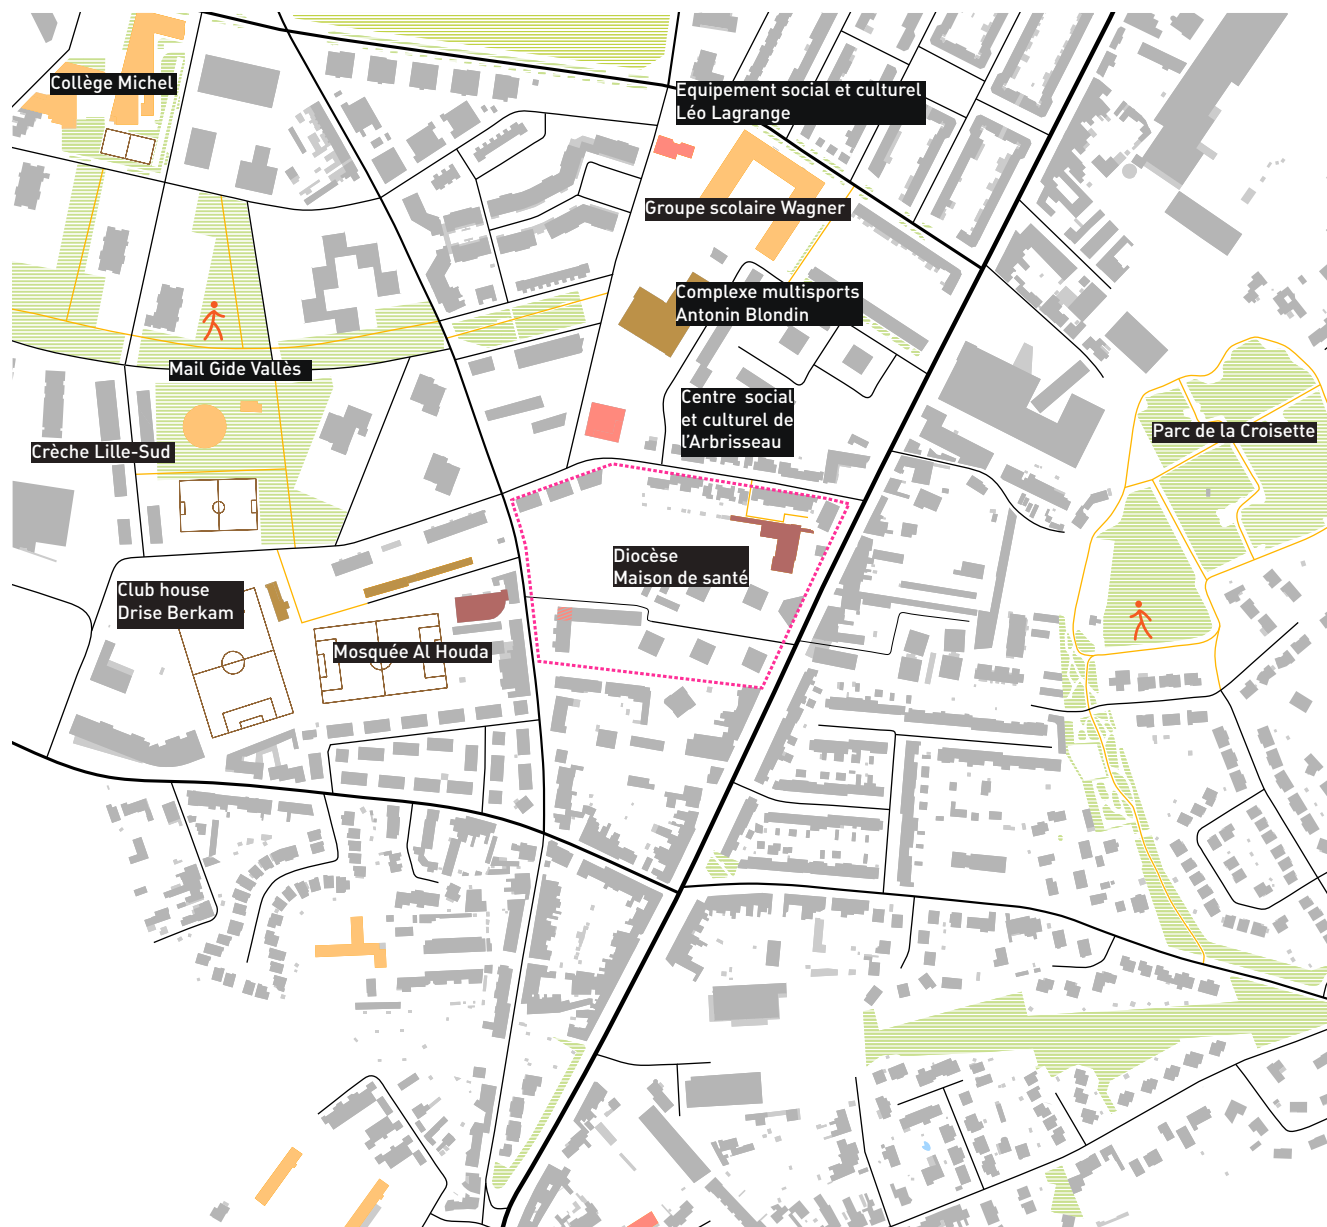 Collège Michel
Equipement social et culturel
Léo Lagrange
Groupe scolaire Wagner
Complexe multisports
Antonin Blondin
Mail Gide Vallès
Centre social
et culturel de
l'Arbrisseau
Parc de la Croisette
Crèche Lille-Sud
Diocèse
Maison de santé
Club house
Drise Berkam
Mosquée Al Houda